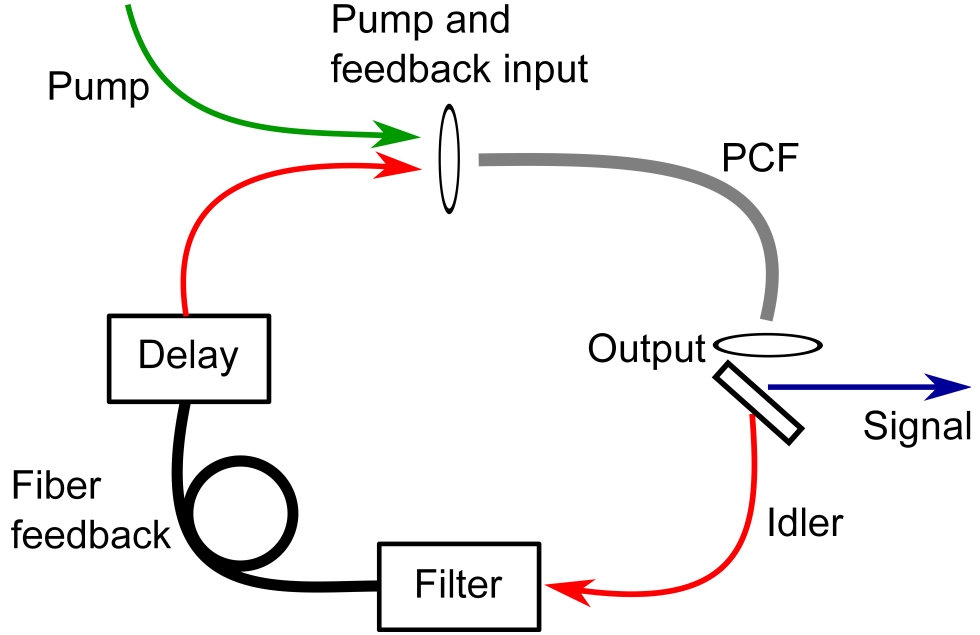 Pump and
feedback input
Pump
PCF
Delay
Output
Signal
Fiber
feedback
Idler
Filter